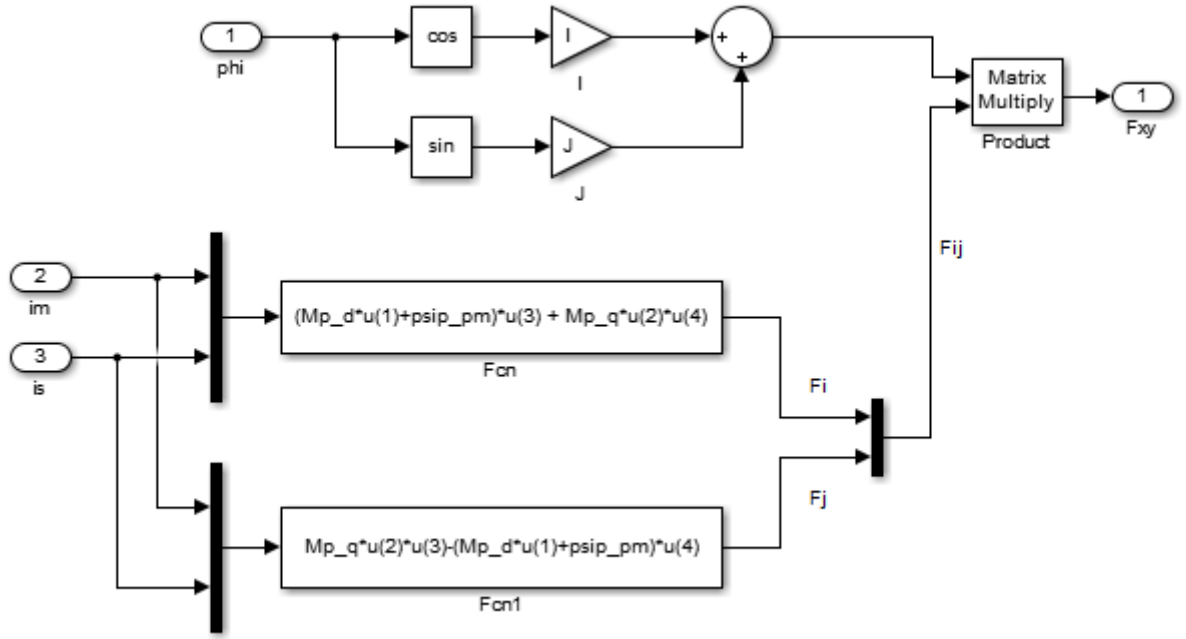 1
phi
cos
I
I
+
+
sin
J
J
Matrix
Multiply
Product
1
Fxy
Fij
2
im
3
is
(Mp_d*u(1)+psip_pm)*u(3) + Mp_q*u(2)*u(4)
Fcn
Fi
Fj
Mp_q*u(2)*u(3)-(Mp_d*u(1)+psip_pm)*u(4)
Fcn1